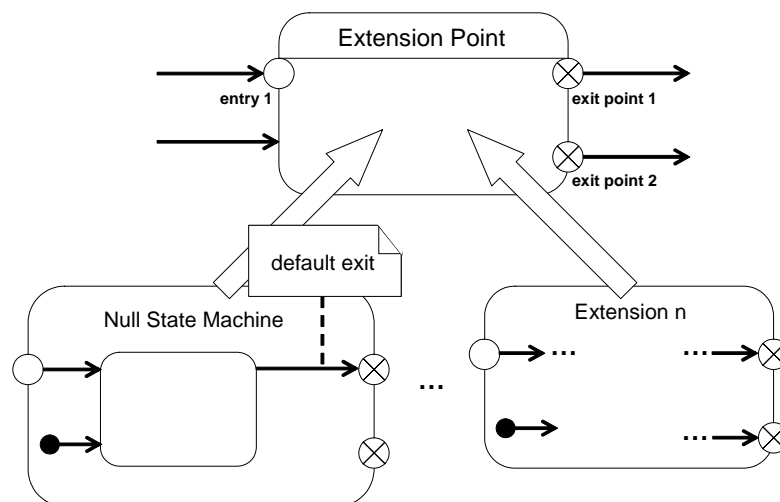 Extension Point
entry 1
exit point 1
exit point 2
default exit
Null State Machine
Extension n
...
...
...
...